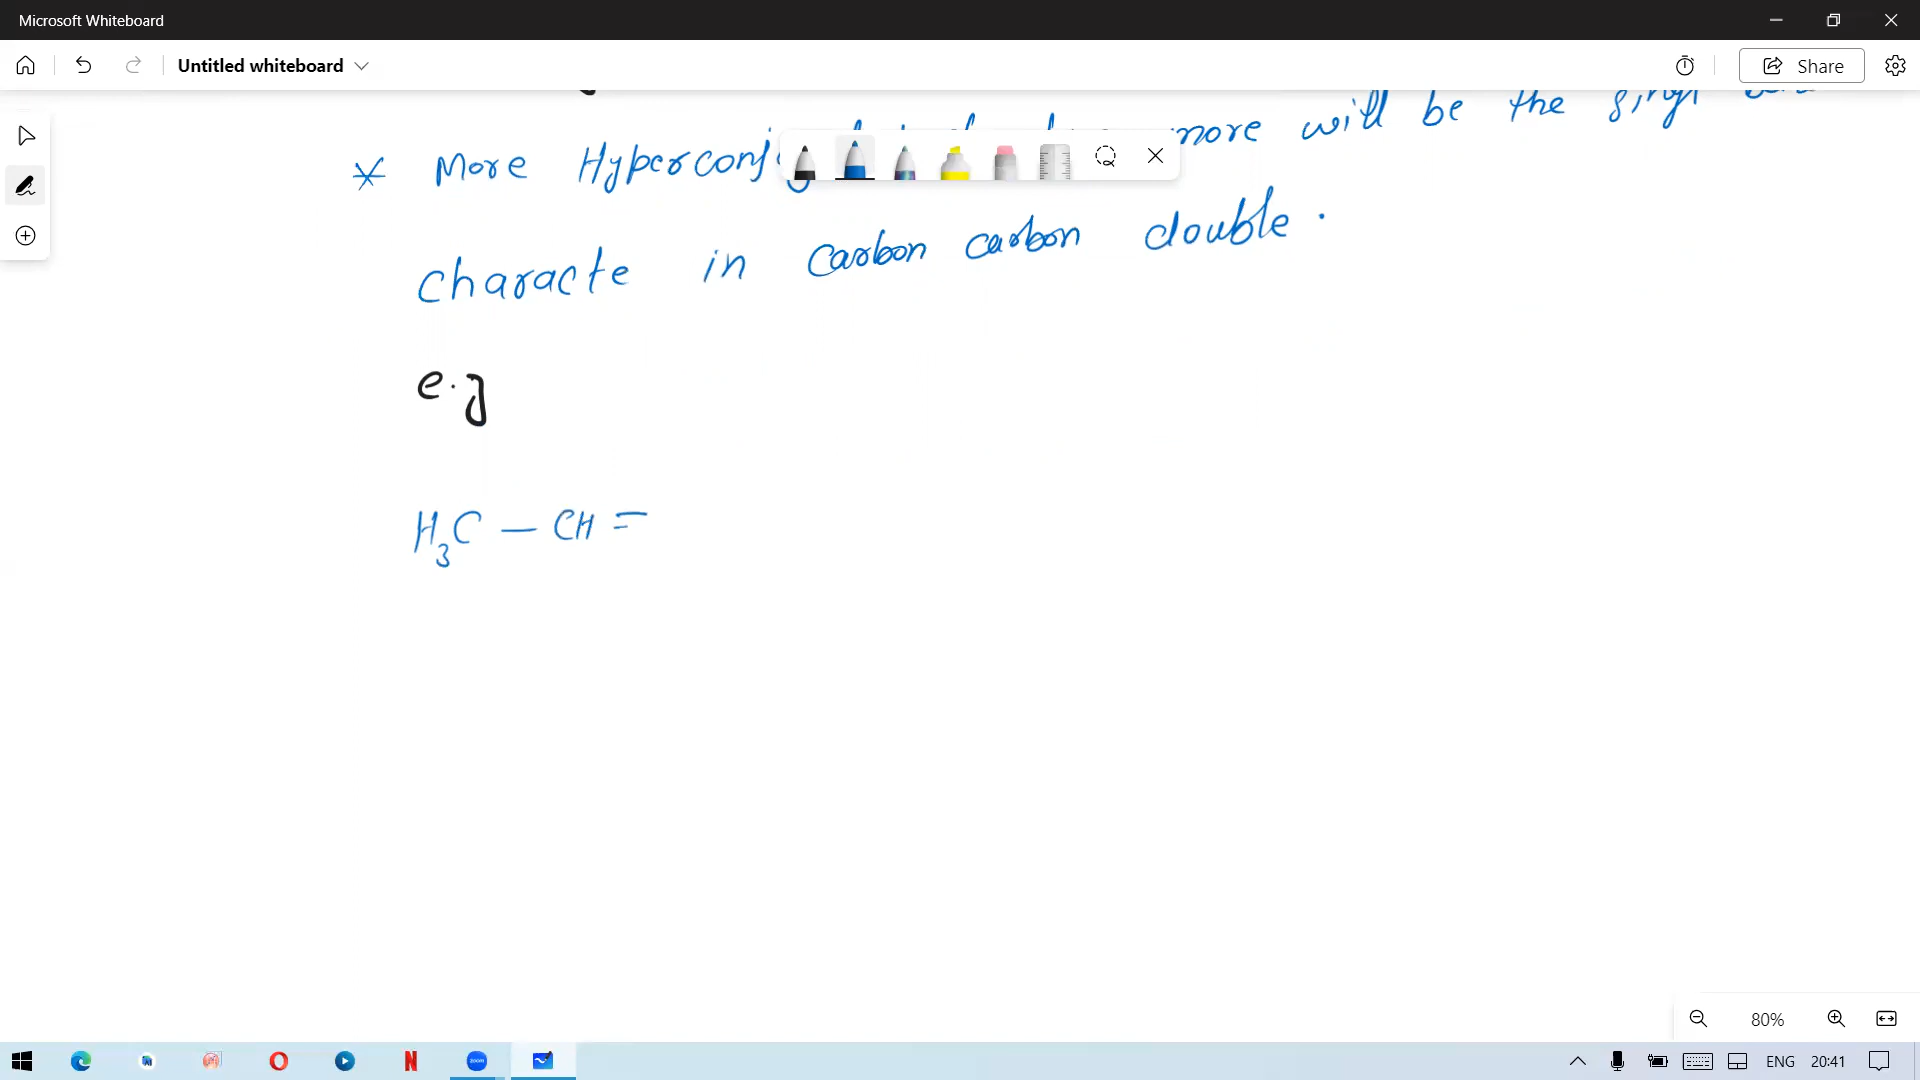 Microsoft Whiteboard
Untitled whiteboard
Share
* More more will be the
characte in carbon carbon double .
e.g
H3C — CH =
80%
zoom
ENG 20:41